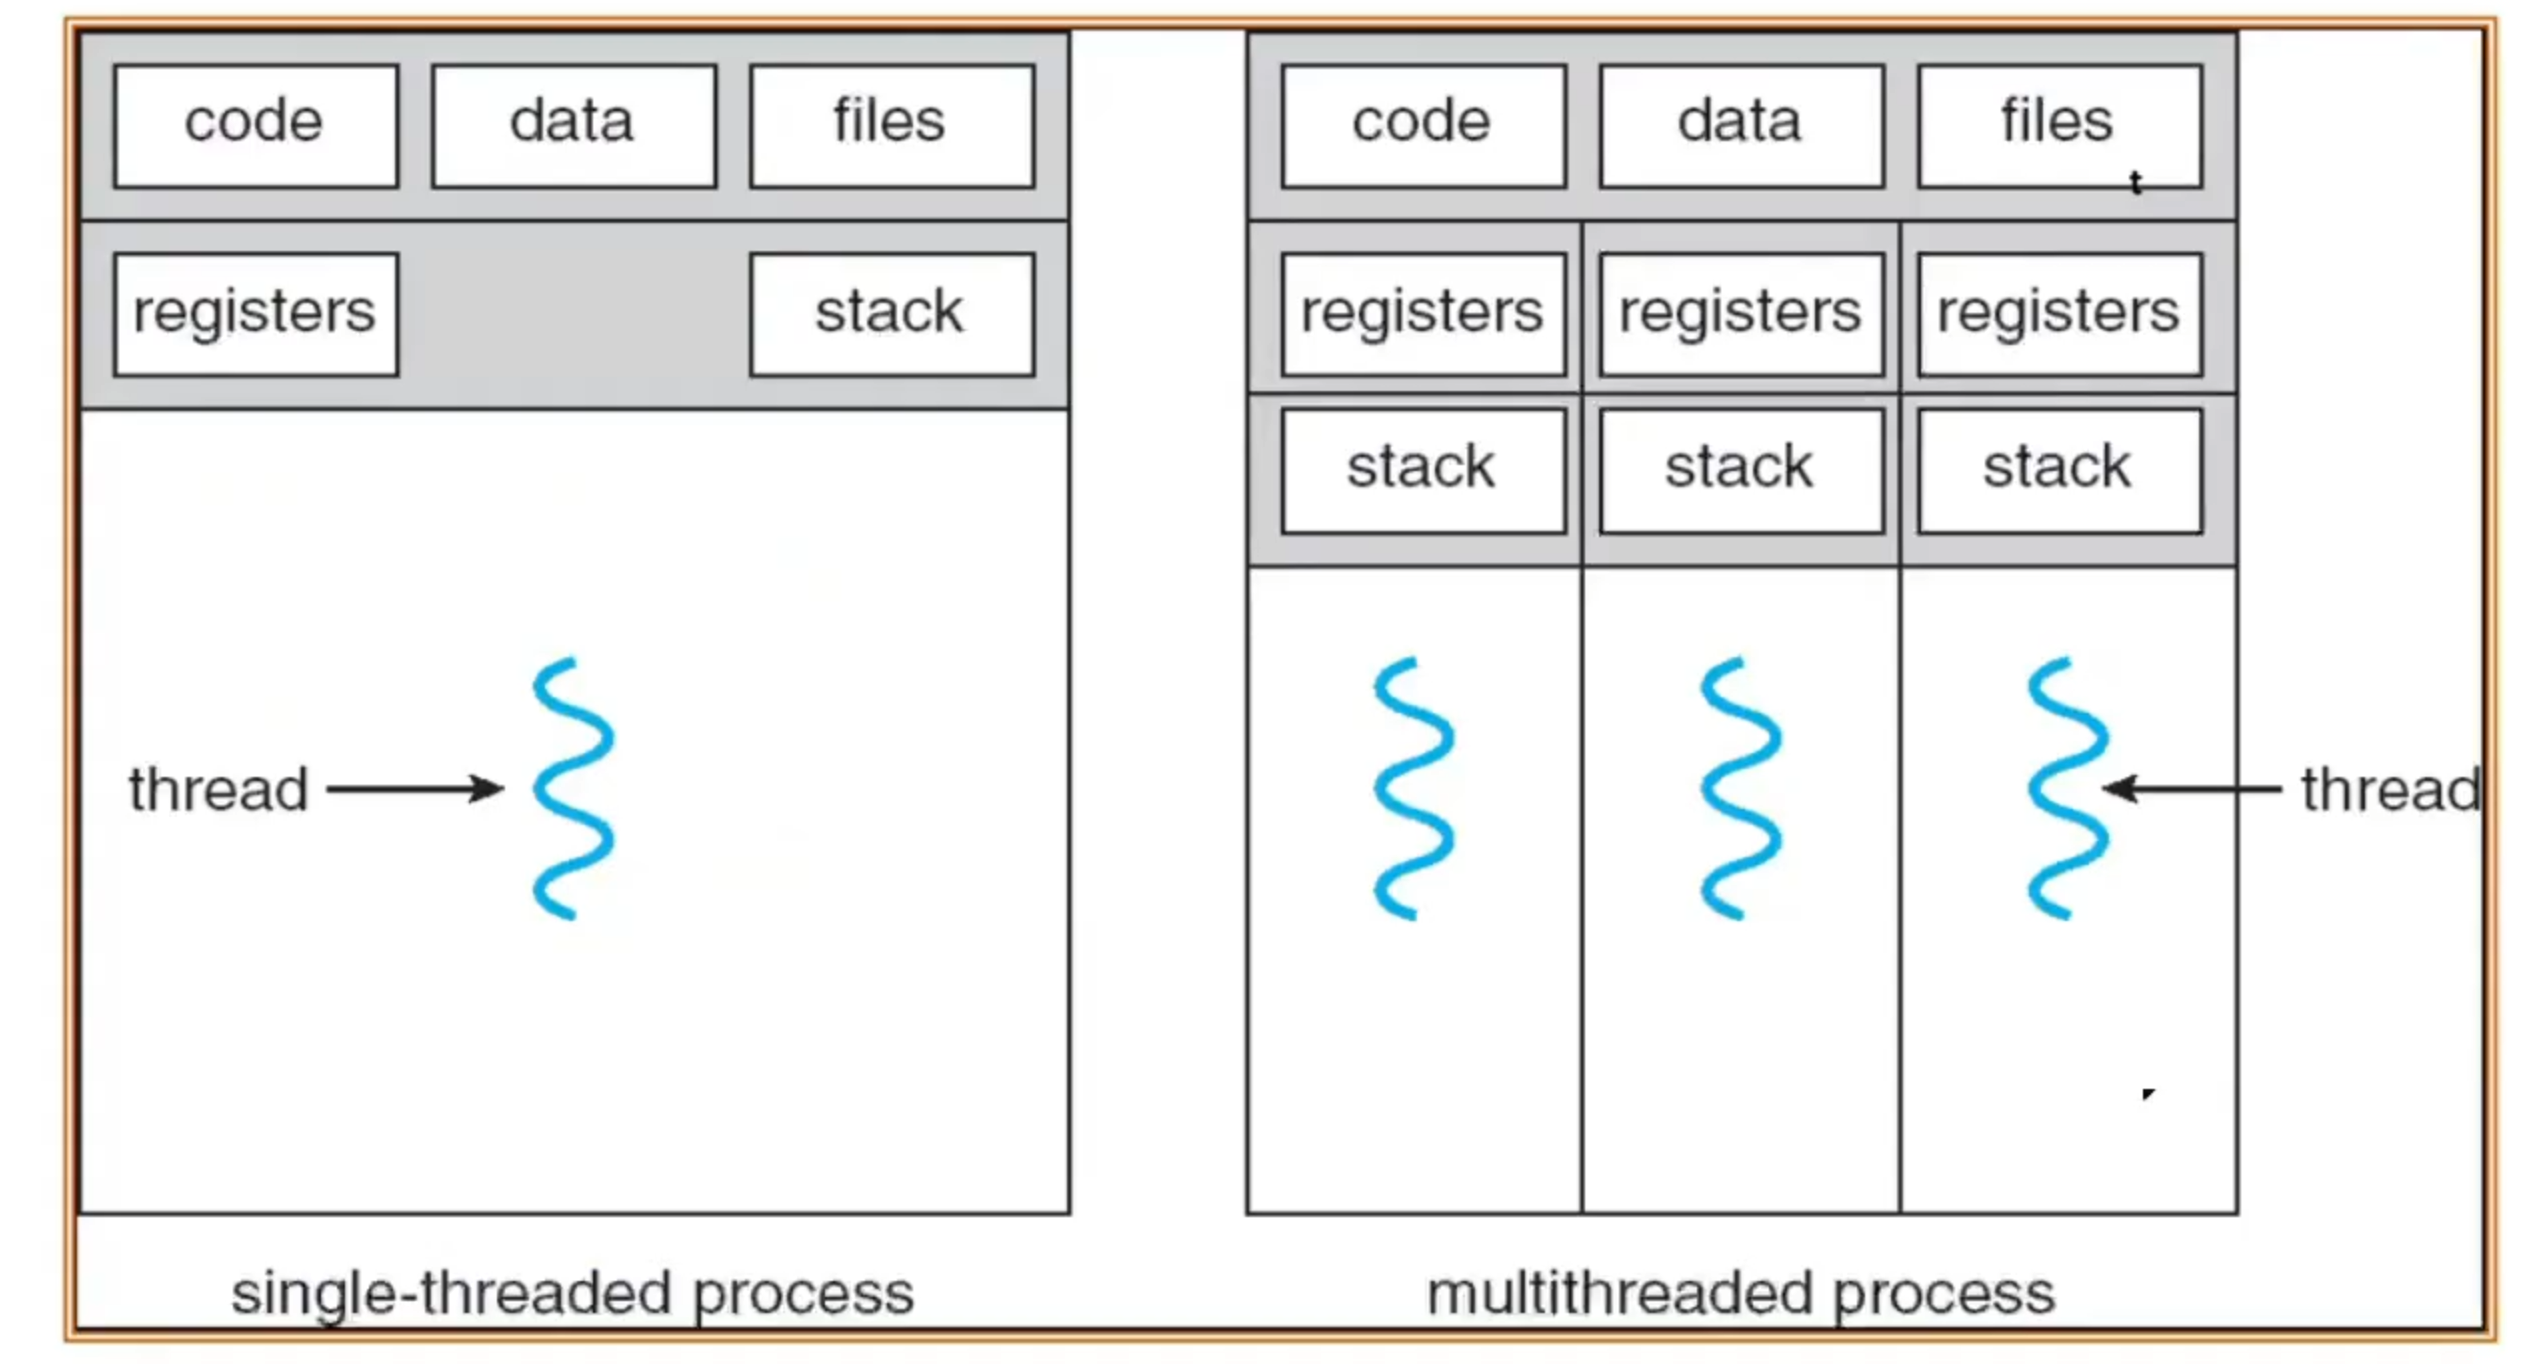 code data files
registers stack
thread
single-threaded process
code data files
t
registers registers registers
stack stack stack
thread
multithreaded process